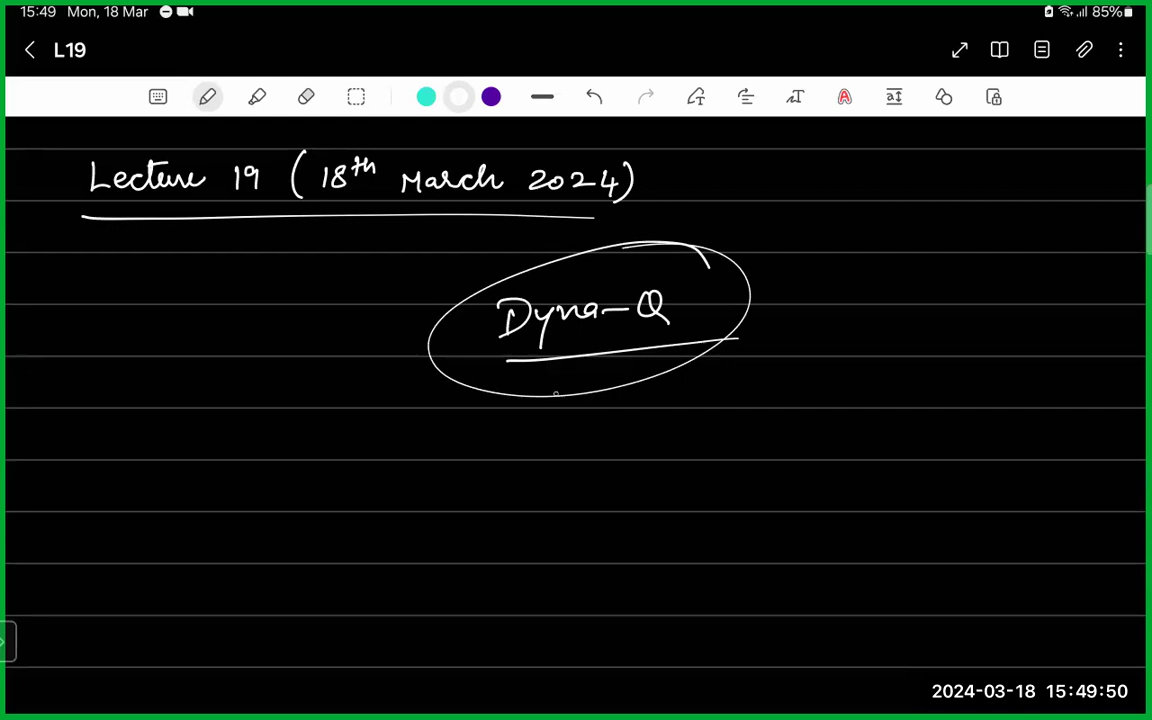 15:49 Mon, 18 Mar 85%
L19
Lecture 19 (18th March 2024)
Dyna-Q
2024-03-18 15:49:50